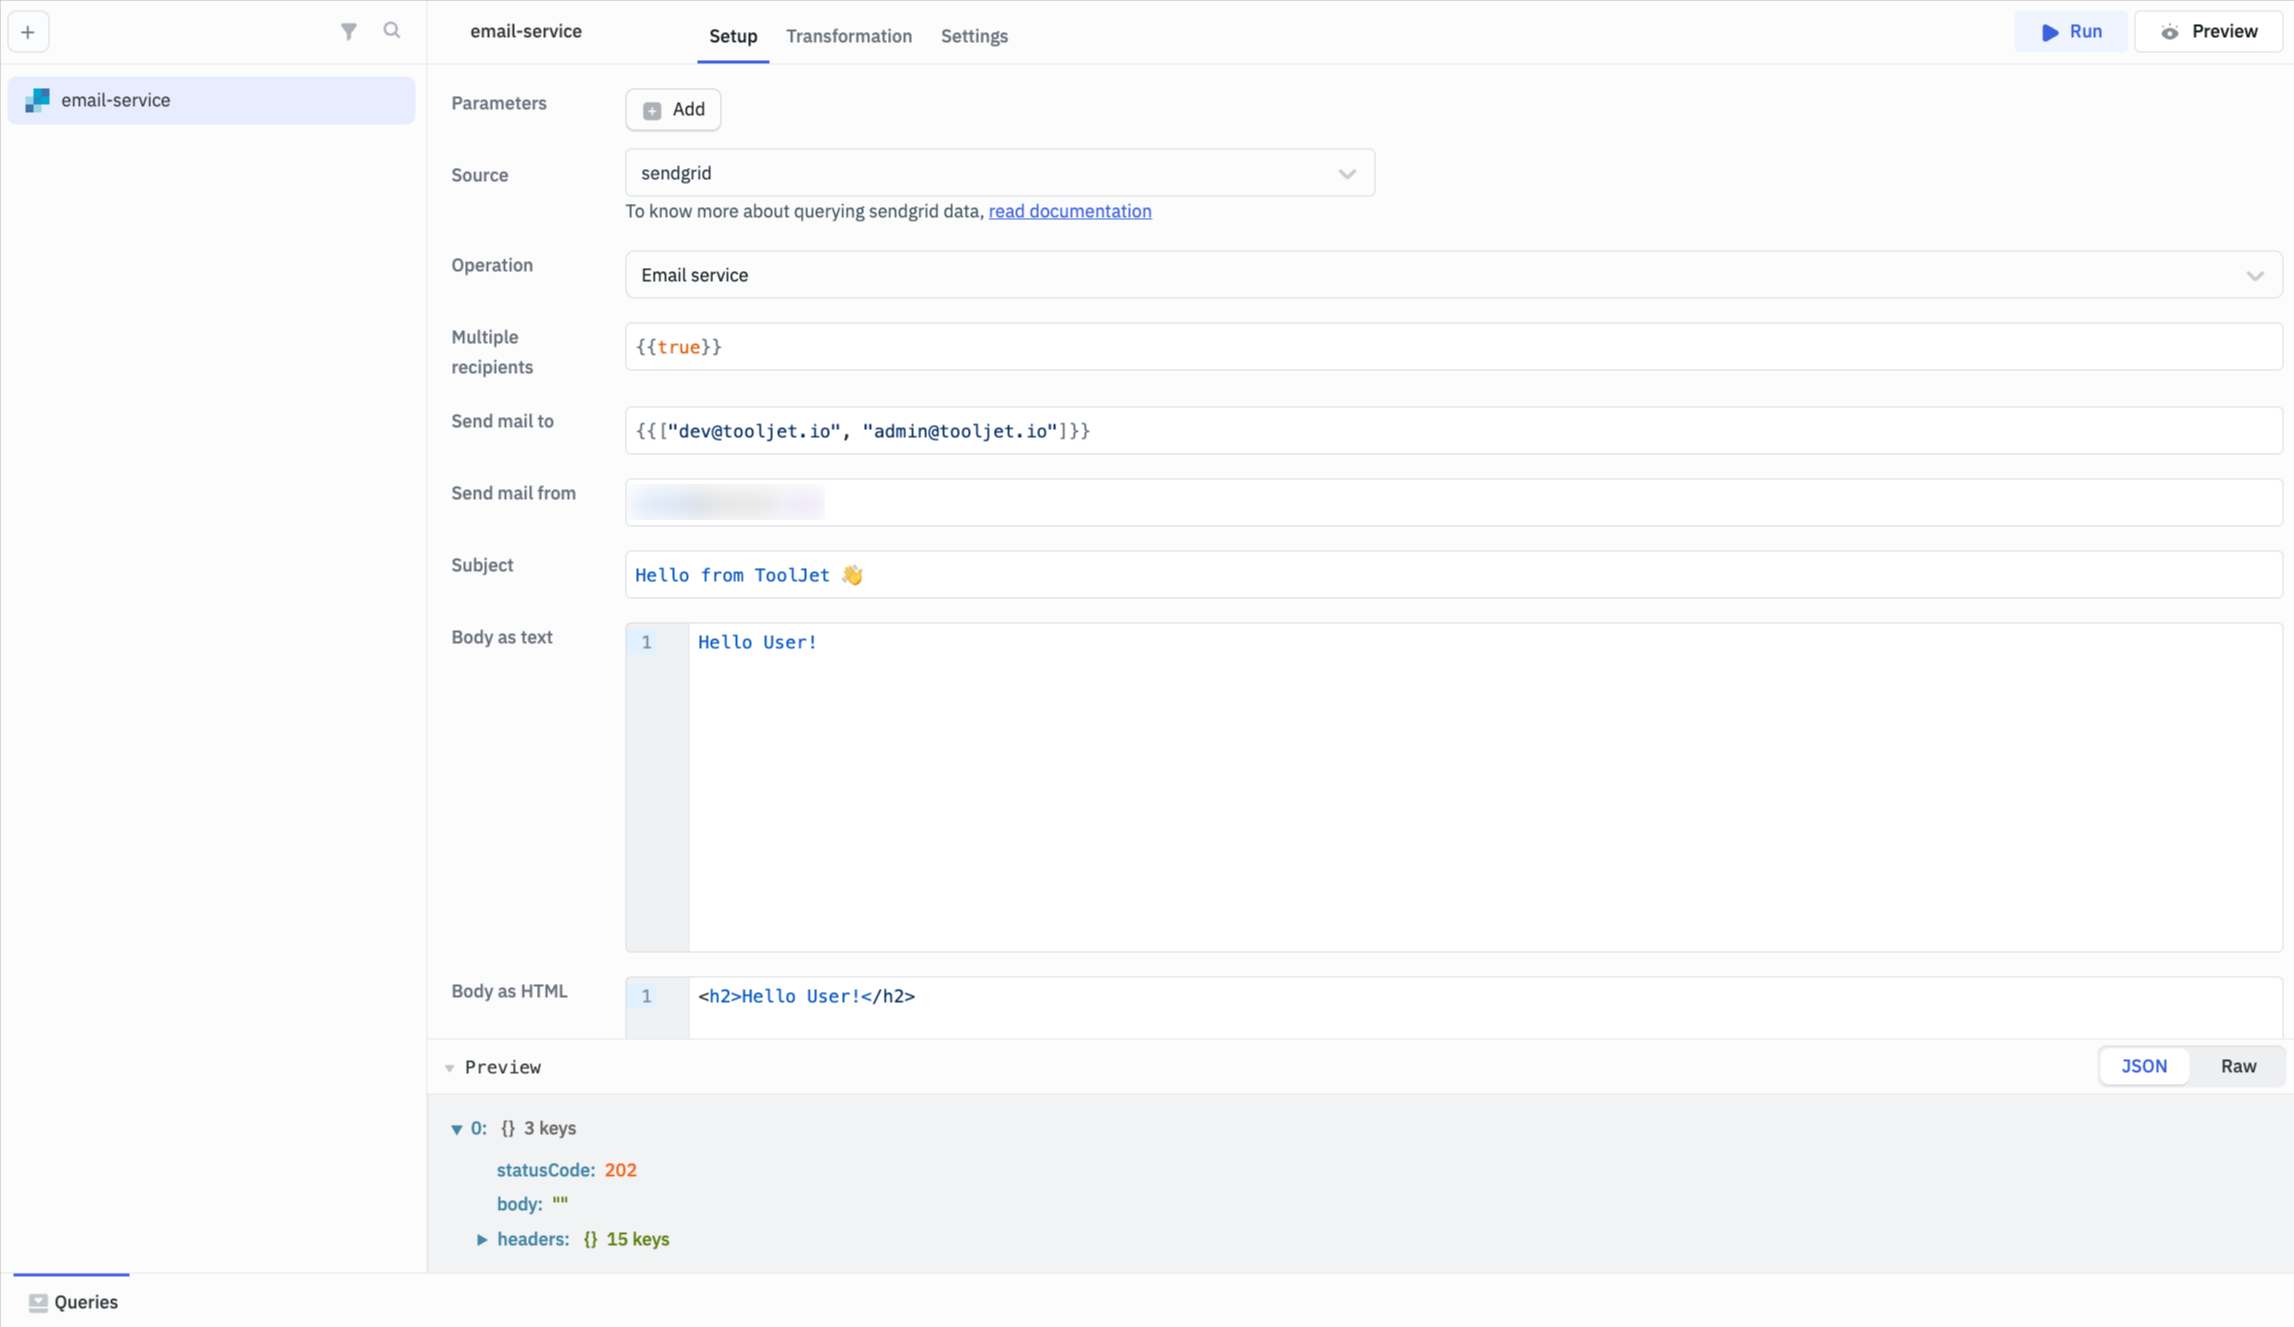 email-service
Setup
Transformation
Settings
Run
Preview
email-service
Parameters
Add
Source
sendgrid
To know more about querying sendgrid data, read documentation
Operation
Email service
Multiple
recipients
{{true}}
Send mail to
{{["dev@tooljet.io", "admin@tooljet.io"]}}
Send mail from
Subject
Hello from ToolJet 👋
Body as text
1
Hello User!
Body as HTML
1
<h2>Hello User!</h2>
Preview
JSON
Raw
0: {} 3 keys
statusCode: 202
body: ""
headers: {} 15 keys
Queries